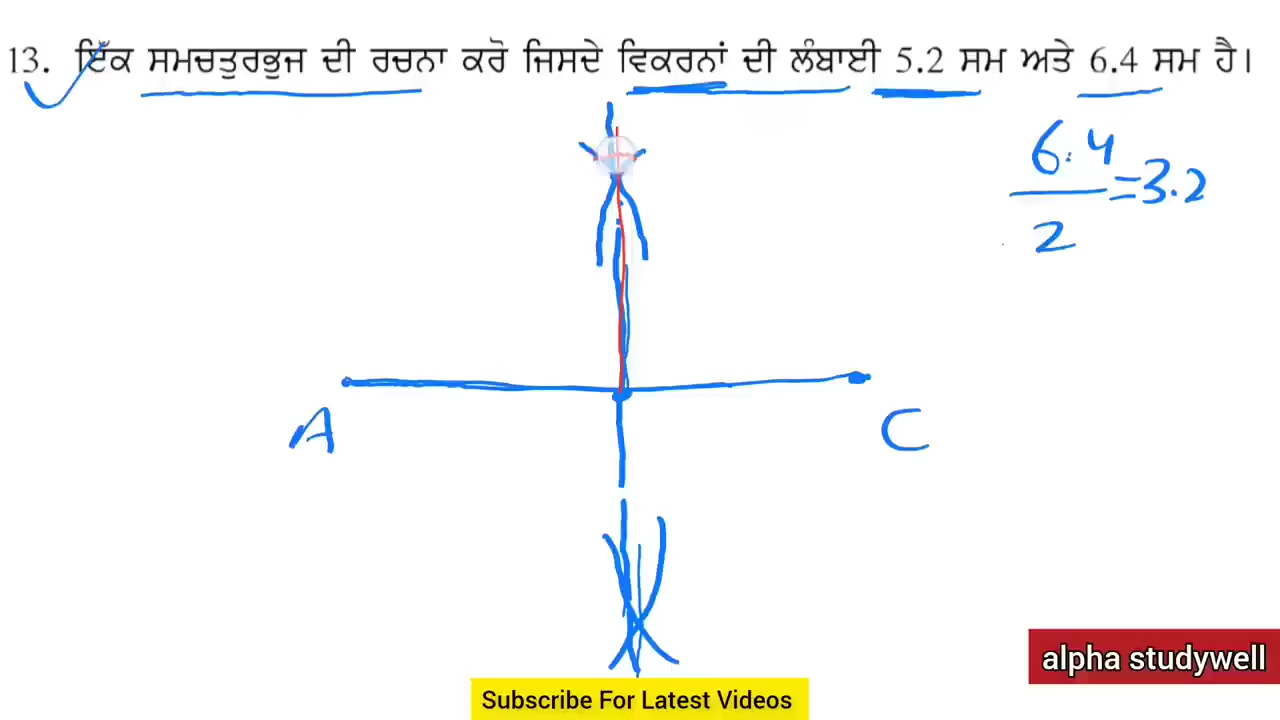 13. ਇੱਕ ਸਮਚਤੁਰਭੁਜ ਦੀ ਰਚਨਾ ਕਰੋ ਜਿਸਦੇ ਵਿਕਰਨਾਂ ਦੀ ਲੰਬਾਈ 5.2 ਸਮ ਅਤੇ 6.4 ਸਮ ਹੈ।
6.4
2
=3.2
A
C
alpha studywell
Subscribe For Latest Videos